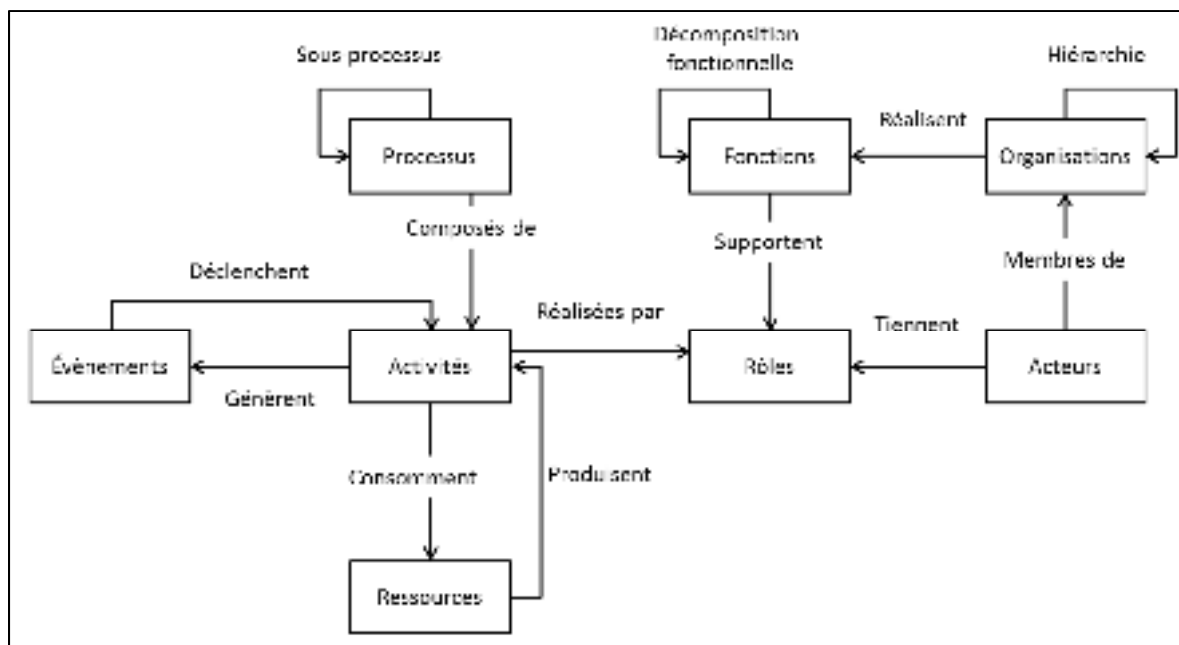 Décomposition
fonctionnelle
Sous processus
Hiérarchie
Réalisent
Processus
Fonctions
Organisations
Composés de
Supportent
Membres de
Déclenchent
Réalisées par
Tiennent
Évènements
Activités
Rôles
Acteurs
Génèrent
Consomment
Produisent
Ressources